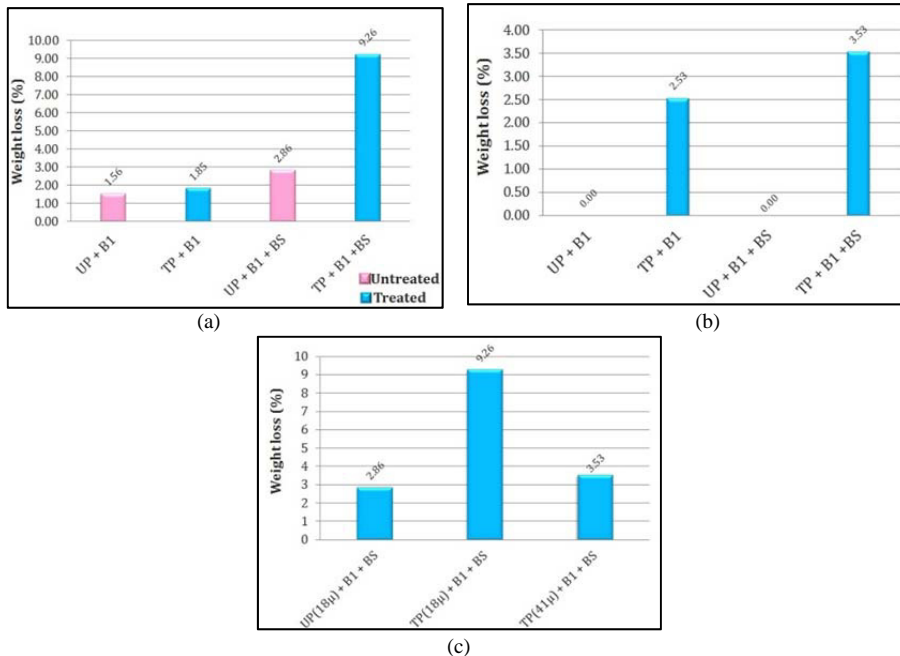 Weight loss (%)
10.00
9.00
8.00
7.00
6.00
5.00
4.00
3.00
2.00
1.00
0.00
1.56
1.85
2.86
9.26
UP + B1
TP + B1
UP + B1 + BS
TP + B1 +BS
Untreated
Treated
(a)
Weight loss (%)
4.00
3.50
3.00
2.50
2.00
1.50
1.00
0.50
0.00
0.00
2.53
0.00
3.53
UP + B1
TP + B1
UP + B1 + BS
TP + B1 +BS
(b)
Weight loss (%)
10
9
8
7
6
5
4
3
2
1
0
2.86
9.26
3.53
UP(18μ) + B1 + BS
TP(18μ) + B1 + BS
TP(41μ) + B1 + BS
(c)